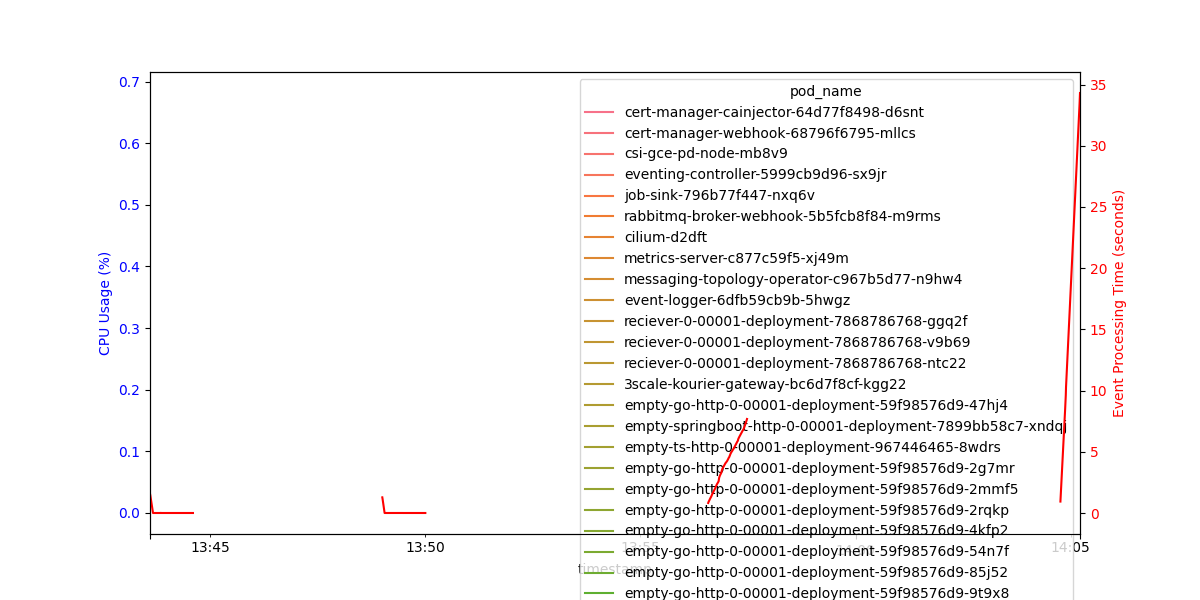 0.7
0.6
0.5
0.4
0.3
0.2
0.1
0.0
CPU Usage (%)
13:45
13:50
13:55
14:05
timestamp
35
30
25
20
15
10
5
0
Event Processing Time (seconds)
pod_name
cert-manager-cainjector-64d77f8498-d6snt
cert-manager-webhook-68796f6795-mllcs
csi-gce-pd-node-mb8v9
eventing-controller-5999cb9d96-sx9jr
job-sink-796b77f447-nxq6v
rabbitmq-broker-webhook-5b5fcb8f84-m9rms
cilium-d2dft
metrics-server-c877c59f5-xj49m
messaging-topology-operator-c967b5d77-n9hw4
event-logger-6dfb59cb9b-5hwgz
reciever-0-00001-deployment-7868786768-ggq2f
reciever-0-00001-deployment-7868786768-v9b69
reciever-0-00001-deployment-7868786768-ntc22
3scale-kourier-gateway-bc6d7f8cf-kgg22
empty-go-http-0-00001-deployment-59f98576d9-47hj4
empty-springboot-http-0-00001-deployment-7899bb58c7-xndqj
empty-ts-http-0-00001-deployment-967446465-8wdrs
empty-go-http-0-00001-deployment-59f98576d9-2g7mr
empty-go-http-0-00001-deployment-59f98576d9-2mmf5
empty-go-http-0-00001-deployment-59f98576d9-2rqkp
empty-go-http-0-00001-deployment-59f98576d9-4kfp2
empty-go-http-0-00001-deployment-59f98576d9-54n7f
empty-go-http-0-00001-deployment-59f98576d9-85j52
empty-go-http-0-00001-deployment-59f98576d9-9t9x8